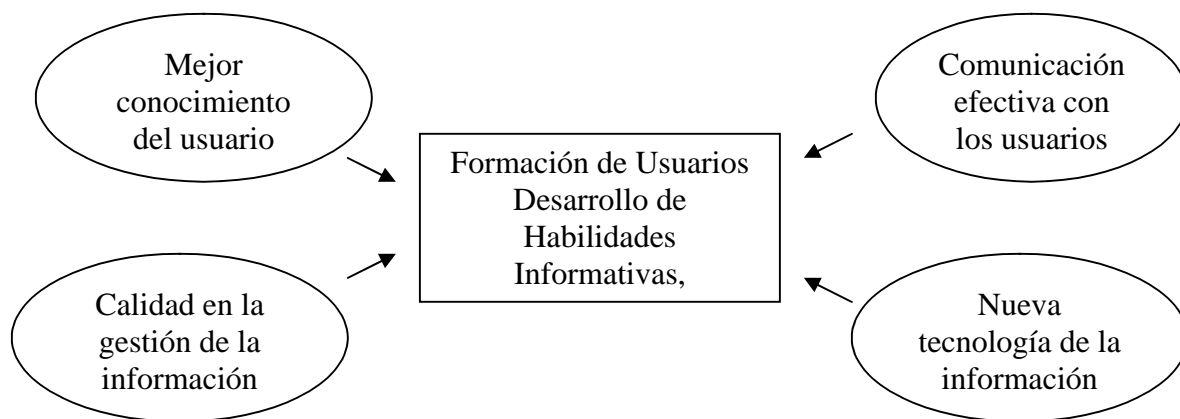 Mejor
conocimiento
del usuario
Comunicación
efectiva con
los usuarios
Formación de Usuarios
Desarrollo de
Habilidades
Informativas,
Calidad en la
gestión de la
información
Nueva
tecnología de la
información